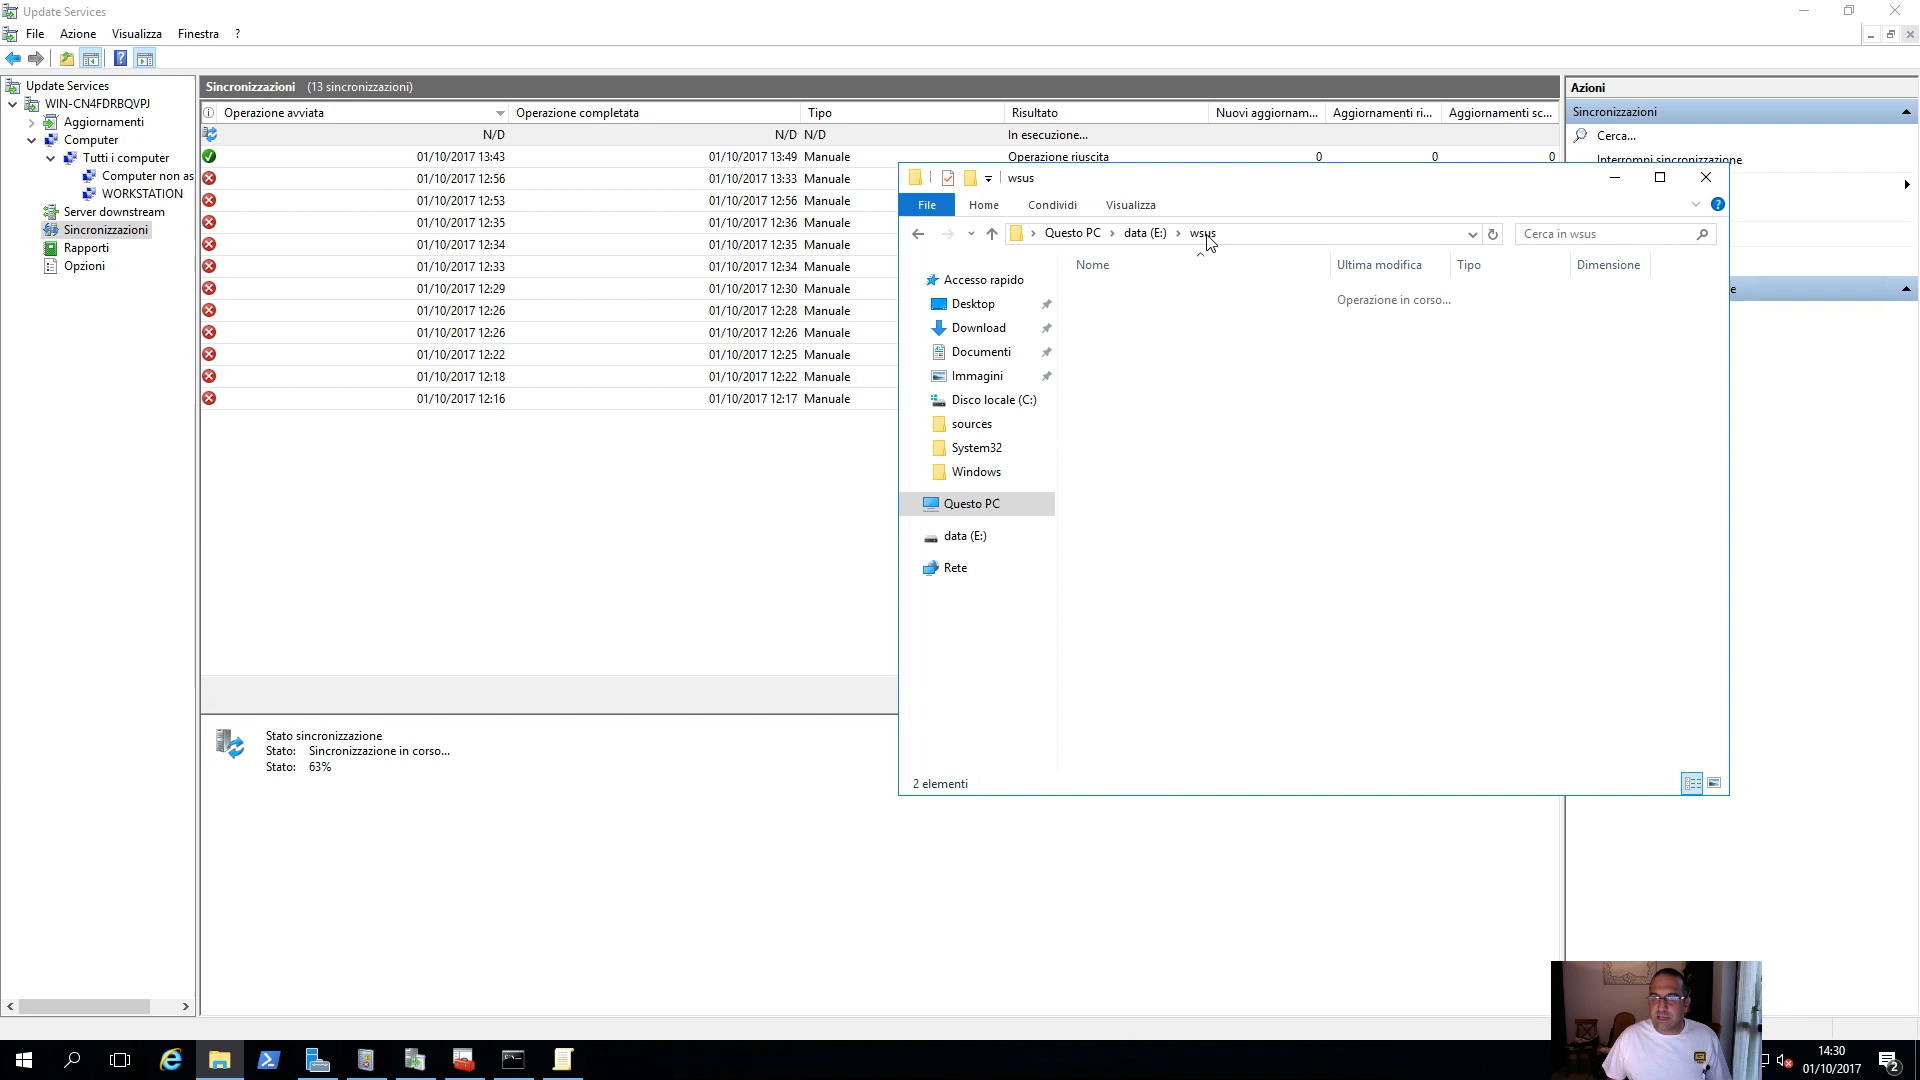 Update Services
File Azione Visualizza Finestra ?
Update Services
WIN-CN4FDRBQVPJ
Aggiornamenti
Computer
Tutti i computer
Computer non as
WORKSTATION
Server downstream
Sincronizzazioni
Rapporti
Opzioni
Sincronizzazioni (13 sincronizzazioni)
Operazione avviata Operazione completata Tipo Risultato Nuovi aggiornam... Aggiornamenti ri... Aggiornamenti sc...
N/D N/D N/D In esecuzione...
01/10/2017 13:43 01/10/2017 13:49 Manuale Operazione riuscita 0 0 0
01/10/2017 12:56 01/10/2017 13:33 Manuale
01/10/2017 12:53 01/10/2017 12:56 Manuale
01/10/2017 12:35 01/10/2017 12:36 Manuale
01/10/2017 12:34 01/10/2017 12:35 Manuale
01/10/2017 12:33 01/10/2017 12:34 Manuale
01/10/2017 12:29 01/10/2017 12:30 Manuale
01/10/2017 12:26 01/10/2017 12:28 Manuale
01/10/2017 12:26 01/10/2017 12:26 Manuale
01/10/2017 12:22 01/10/2017 12:25 Manuale
01/10/2017 12:18 01/10/2017 12:22 Manuale
01/10/2017 12:16 01/10/2017 12:17 Manuale
Stato sincronizzazione
Stato: Sincronizzazione in corso...
Stato: 63%
Azioni
Sincronizzazioni
Cerca...
Interrompi sincronizzazione
e
wsus
File Home Condividi Visualizza
Questo PC data (E:) wsus Cerca in wsus
Nome Ultima modifica Tipo Dimensione
Operazione in corso...
Accesso rapido
Desktop
Download
Documenti
Immagini
Disco locale (C:)
sources
System32
Windows
Questo PC
data (E:)
Rete
2 elementi
14:30
01/10/2017
2